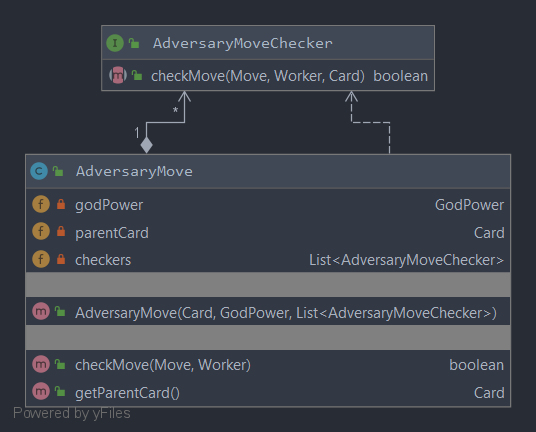 I AdversaryMoveChecker
m checkMove(Move, Worker, Card) boolean
*
1
C AdversaryMove
f godPower GodPower
f parentCard Card
f checkers List<AdversaryMoveChecker>
m AdversaryMove(Card, GodPower, List<AdversaryMoveChecker>)
m checkMove(Move, Worker) boolean
m getParentCard() Card
Powered by yFiles